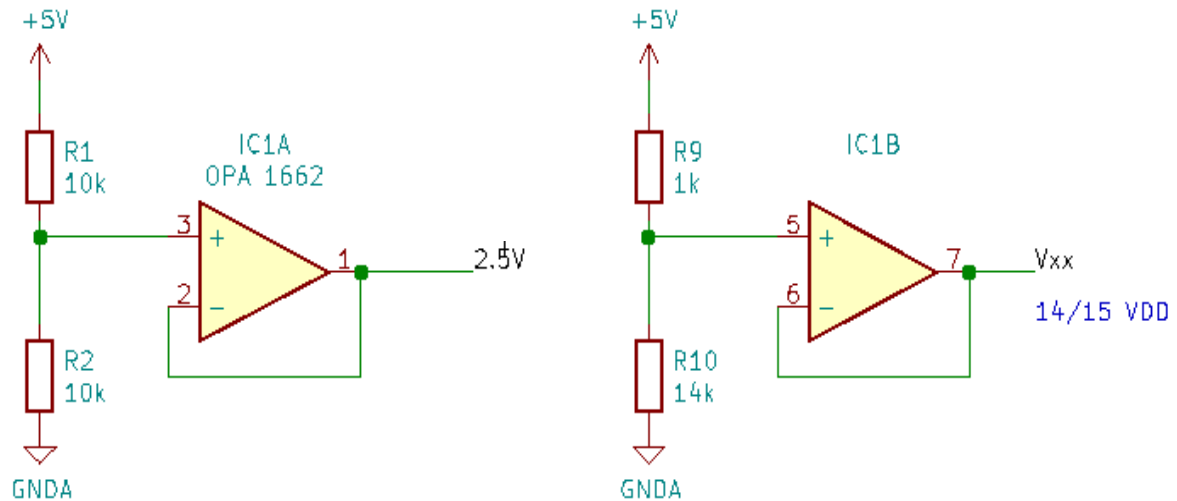 +5V
R1
10k
IC1A
OPA 1662
3
+
2
−
1
2.5V
R2
10k
GNDA
+5V
R9
1k
IC1B
5
+
6
−
7
Vxx
14/15 VDD
R10
14k
GNDA